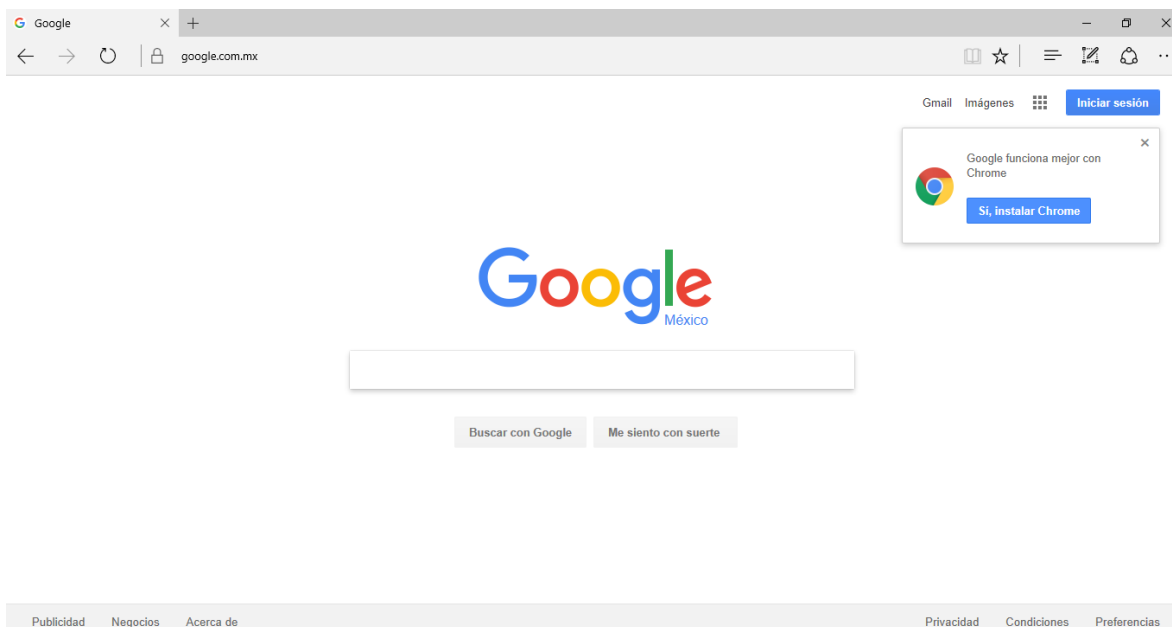 Google
google.com.mx
Gmail Imágenes Iniciar sesión
Google funciona mejor con
Chrome
Sí, instalar Chrome
Google
México
Buscar con Google Me siento con suerte
Publicidad Negocios Acerca de Privacidad Condiciones Preferencias